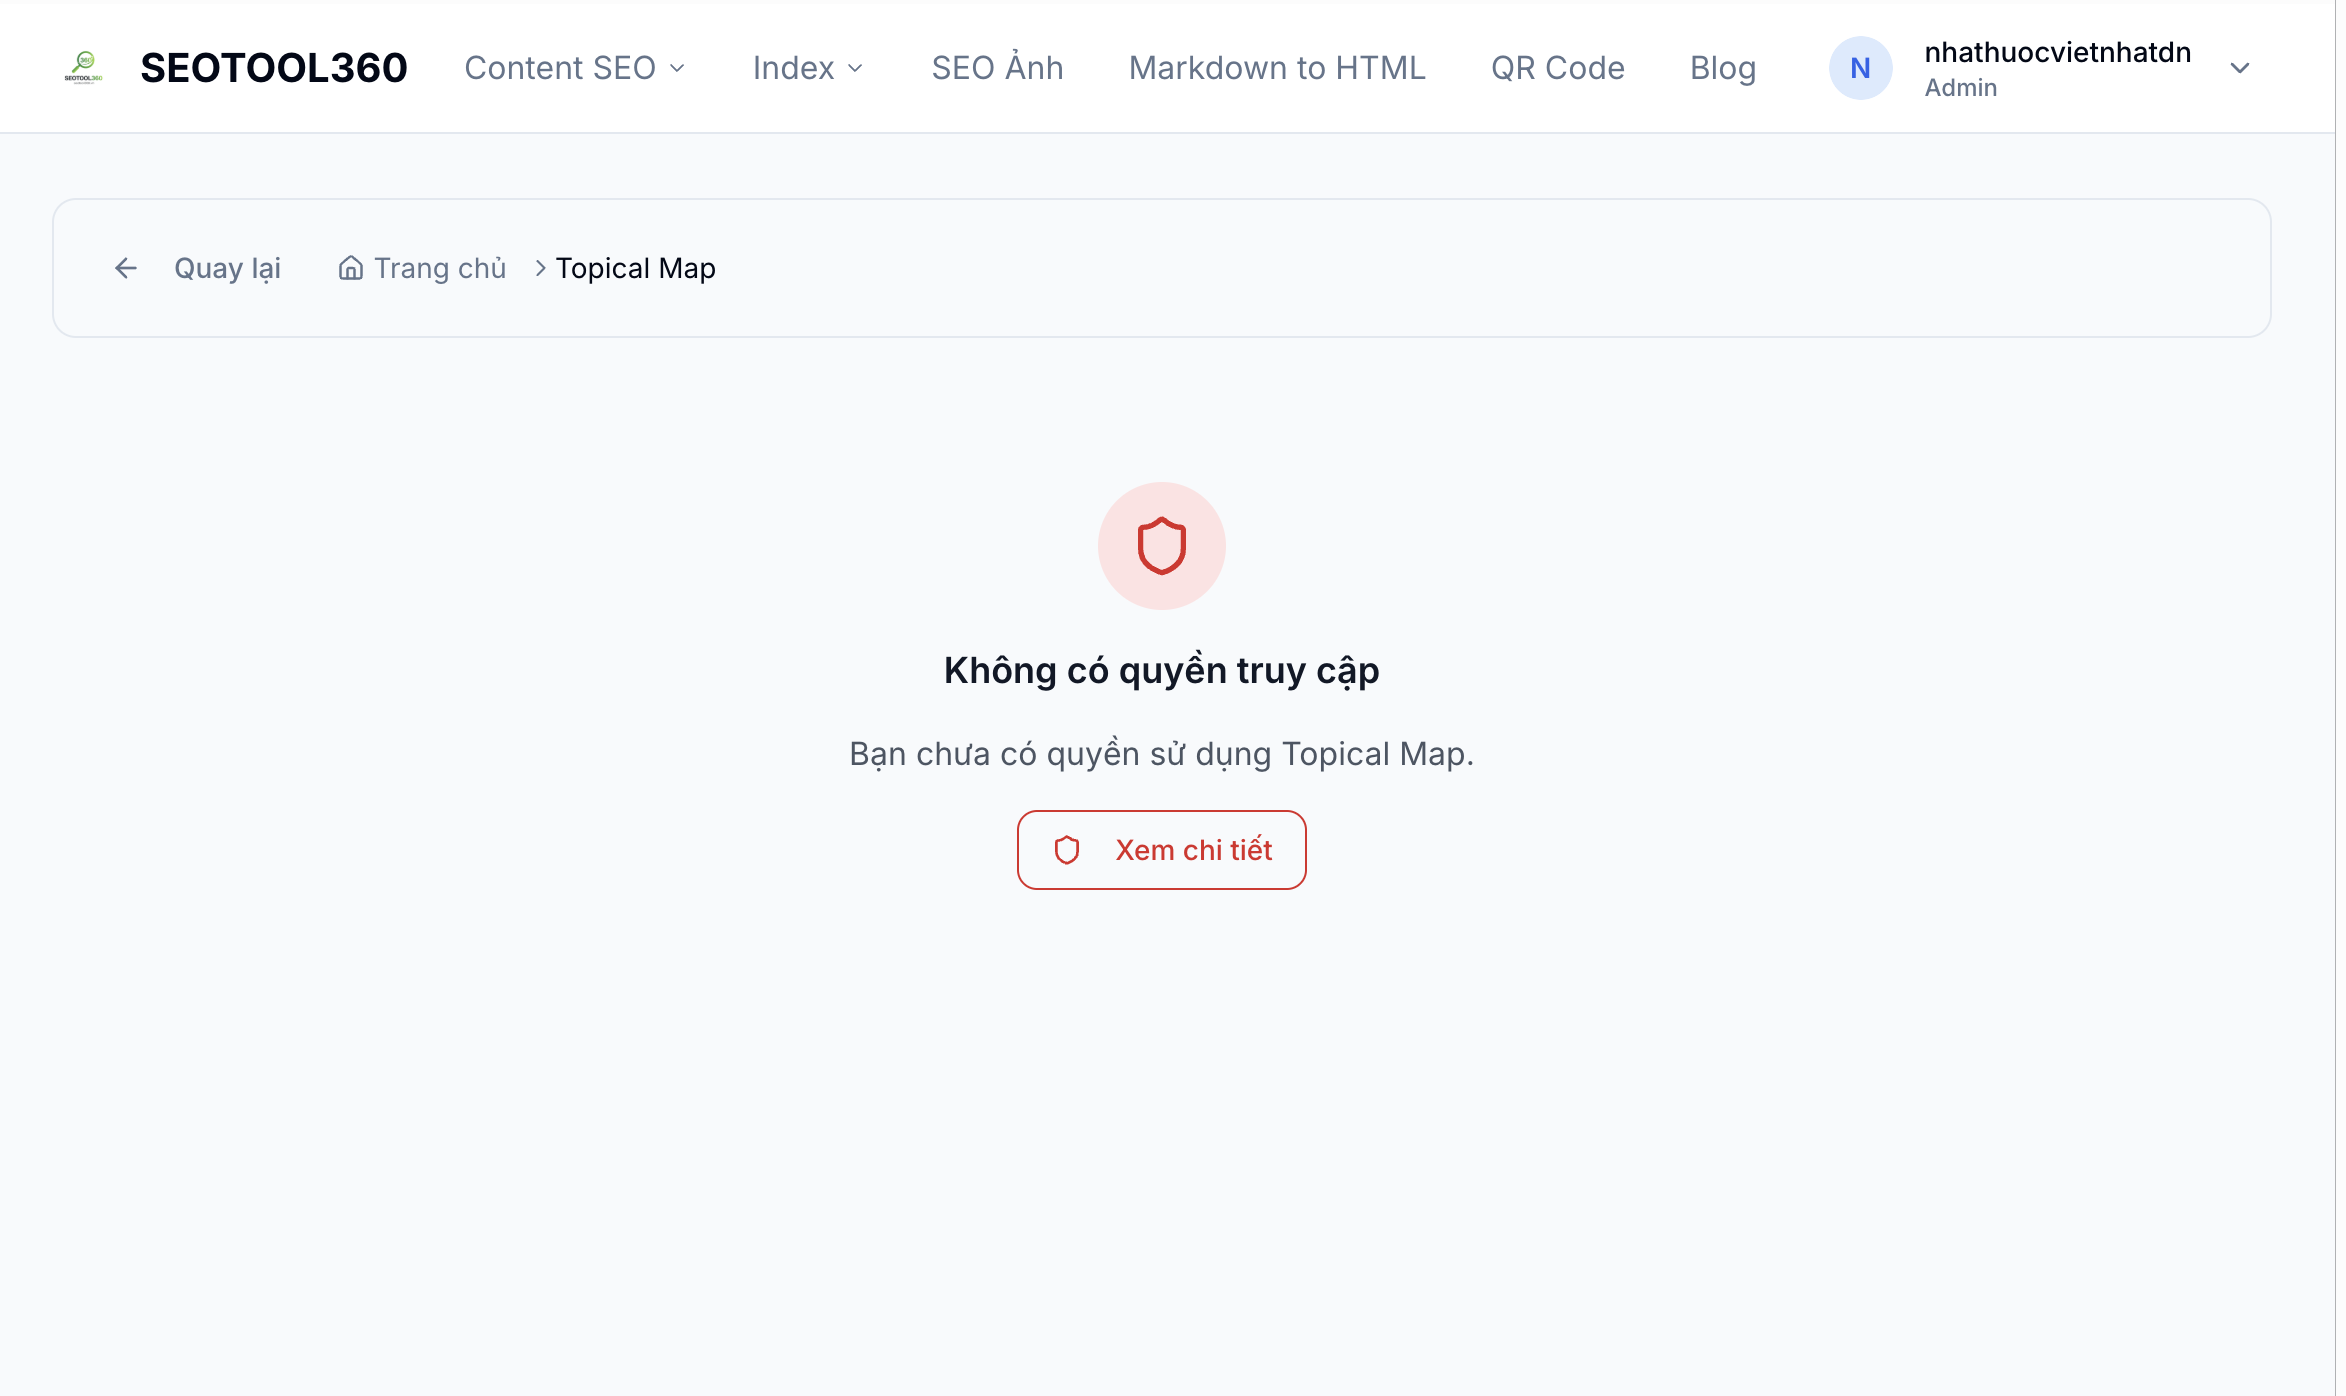 SEOTOOL360
SEOTOOL360
Content SEO
Index
SEO Ảnh
Markdown to HTML
QR Code
Blog
N
nhathuocvietnhatdn
Admin
Quay lại
Trang chủ
Topical Map
Không có quyền truy cập
Bạn chưa có quyền sử dụng Topical Map.
Xem chi tiết